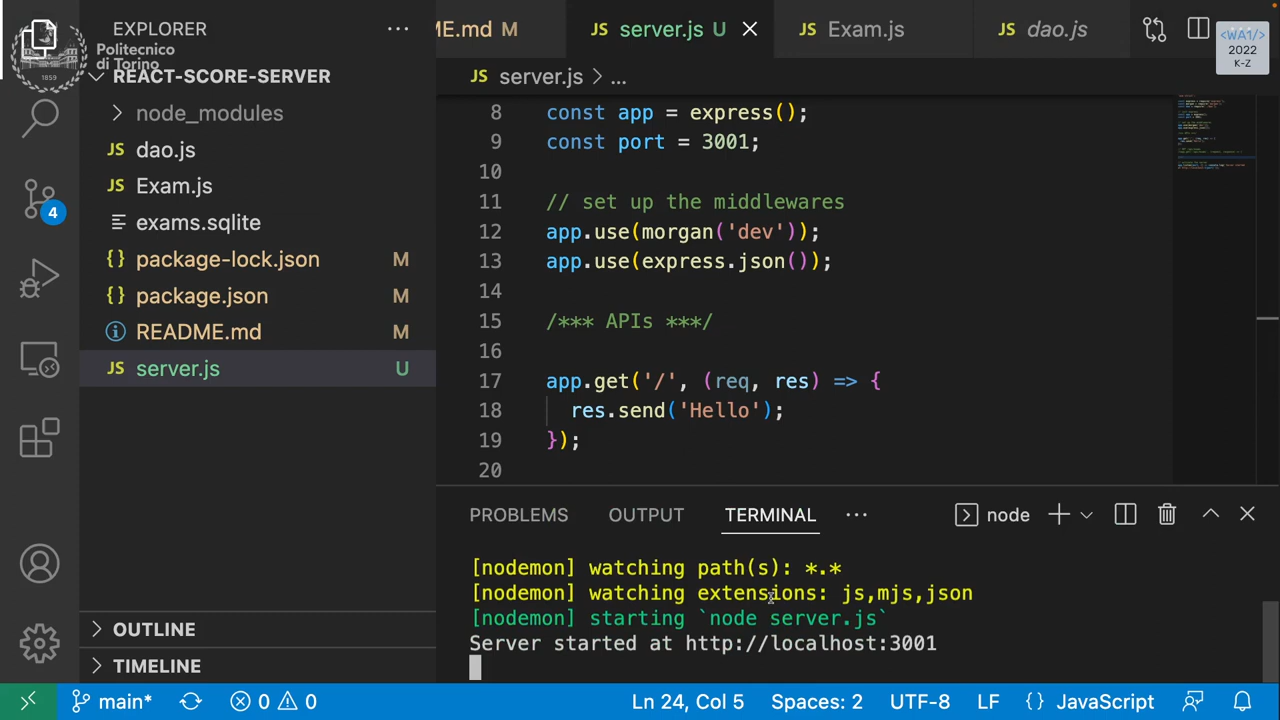 EXPLORER
Politecnico
di Torino
1859
REACT-SCORE-SERVER
node_modules
JS dao.js
JS Exam.js
exams.sqlite
{} package-lock.json M
{} package.json M
README.md M
JS server.js U
4
OUTLINE
TIMELINE
ME.md M
JS server.js U
JS Exam.js
JS dao.js
<WA1/>
2022
K-Z
JS server.js > ...
8 const app = express();
9 const port = 3001;
10
11 // set up the middlewares
12 app.use(morgan('dev'));
13 app.use(express.json());
14
15 /*** APIs ***/
16
17 app.get('/', (req, res) => {
18 res.send('Hello');
19 });
20
PROBLEMS OUTPUT TERMINAL ... node
[nodemon] watching path(s): *.*
[nodemon] watching extensions: js,mjs,json
[nodemon] starting `node server.js`
Server started at http://localhost:3001
main* 0 0 Ln 24, Col 5 Spaces: 2 UTF-8 LF {} JavaScript